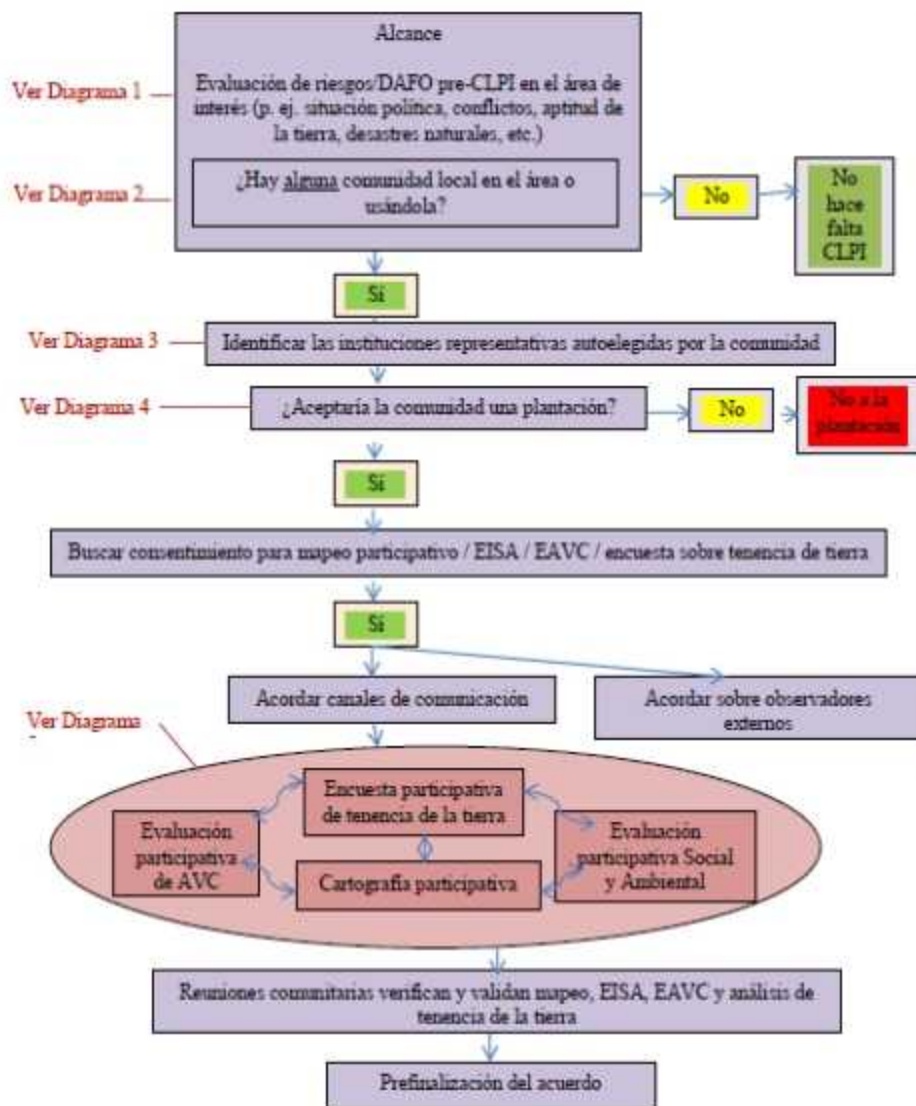 Alcance
Ver Diagrama 1
Evaluación de riesgos/DAFO pre-CLPI en el área de
interés (p. ej. situación política, conflictos, aptitud de
la tierra, desastres naturales, etc.)
Ver Diagrama 2
¿Hay alguna comunidad local en el área o
usándola?
No
No
hace
falta
CLPI
Sí
Ver Diagrama 3
Identificar las instituciones representativas autoelegidas por la comunidad
Ver Diagrama 4
¿Aceptaría la comunidad una plantación?
No
No a la
plantación
Sí
Buscar consentimiento para mapeo participativo / EISA / EAVC / encuesta sobre tenencia de tierra
Sí
Acordar canales de comunicación
Acordar sobre observadores
externos
Ver Diagrama
Encuesta participativa
de tenencia de la tierra
Evaluación
participativa
de AVC
Cartografía participativa
Evaluación
participativa Social
y Ambiental
Reuniones comunitarias verifican y validan mapeo, EISA, EAVC y análisis de
tenencia de la tierra
Prefinalización del acuerdo